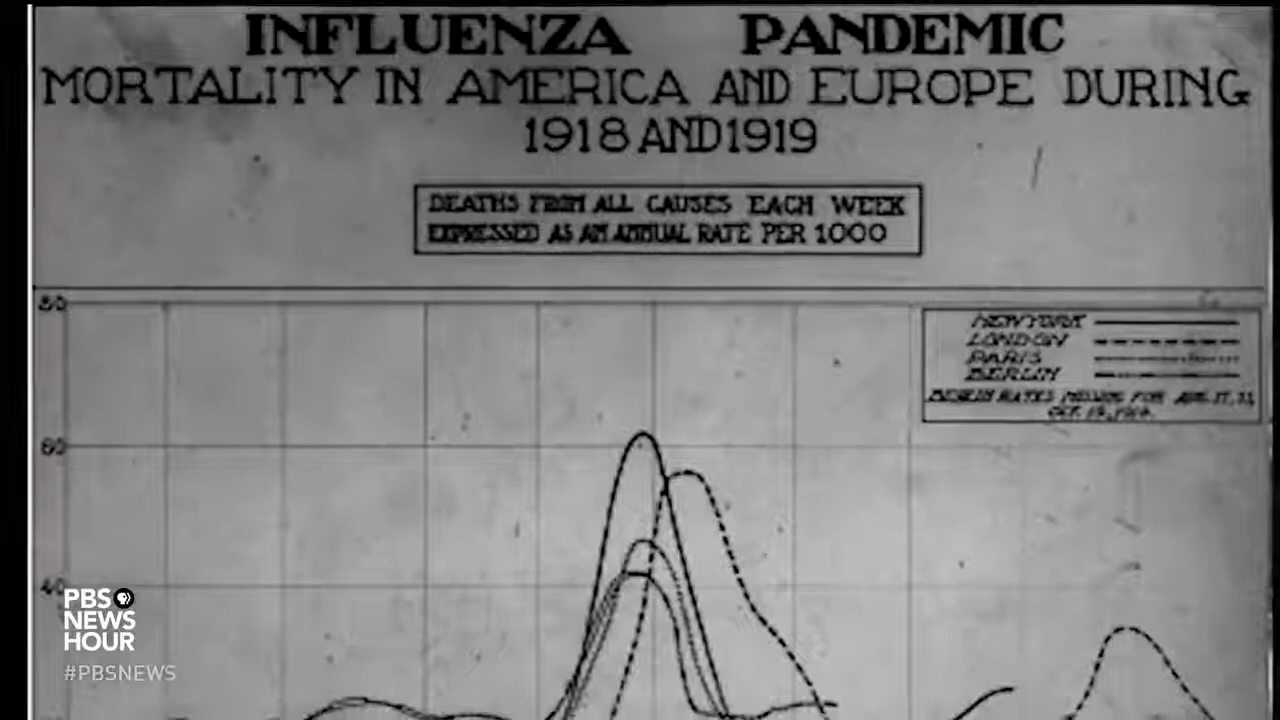 INFLUENZA PANDEMIC
MORTALITY IN AMERICA AND EUROPE DURING
1918 AND 1919
DEATHS FROM ALL CAUSES EACH WEEK
EXPRESSED AS AN ANNUAL RATE PER 1000
80
NEW YORK
LONDON
PARIS
BERLIN
BERLIN RATES MISSING FOR
60
40
PBS
NEWS
HOUR
#PBSNEWS